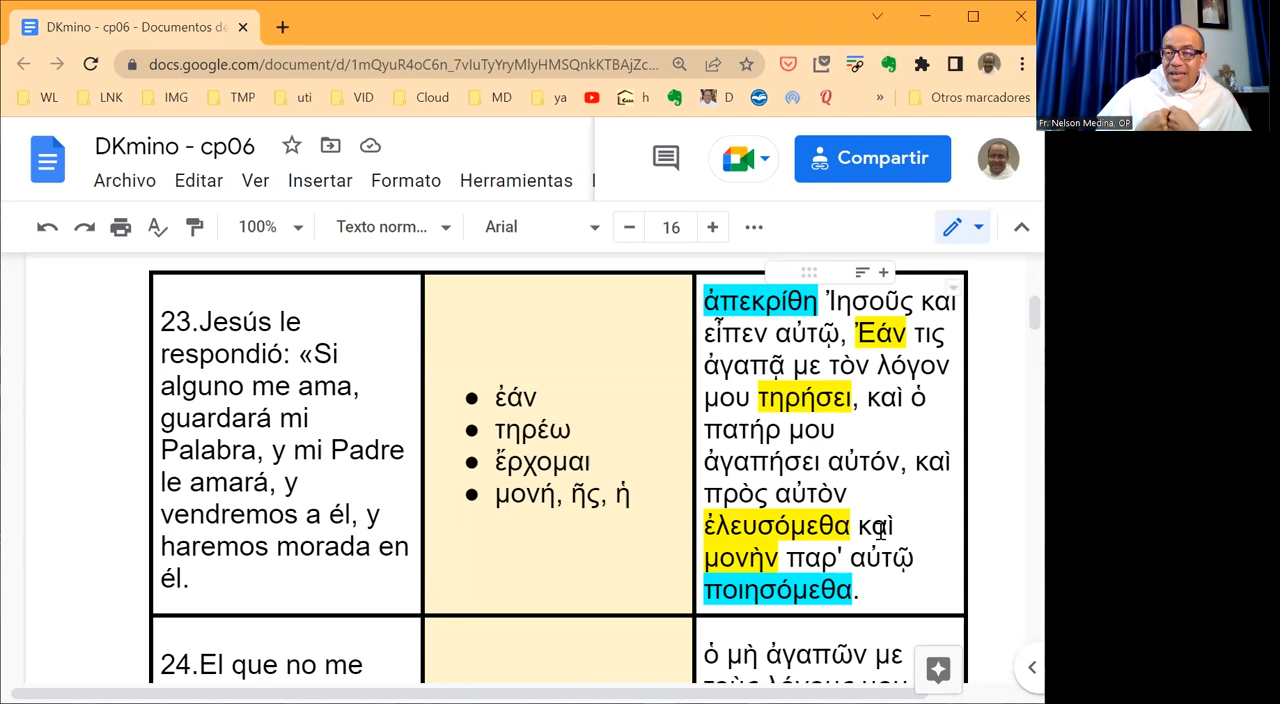 DKmino - cp06 - Documentos de
docs.google.com/document/d/1mQyuR4oC6n_7VuTyYryMlyHMSQnkKTBAjZc...
WL LNK IMG TMP uti VID Cloud MD ya h D » Otros marcadores
Fr. Nelson Medina, OP
DKmino - cp06
Compartir
Archivo Editar Ver Insertar Formato Herramientas
100% Texto norm... Arial 16
23.Jesús le
respondió: «Si
alguno me ama,
guardará mi
Palabra, y mi Padre
le amará, y
vendremos a él, y
haremos morada en
él.
● ἐάν
● τηρέω
● ἔρχομαι
● μονή, ῆς, ἡ
ἀπεκρίθη Ἰησοῦς και
εἶπεν αὐτῷ, Ἐάν τις
ἀγαπᾷ με τὸν λόγον
μου τηρήσει, καὶ ὁ
πατήρ μου
ἀγαπήσει αὐτόν, καὶ
πρὸς αὐτὸν
ἐλευσόμεθα καὶ
μονὴν παρ' αὐτῷ
ποιησόμεθα.
24.El que no me
ὁ μὴ ἀγαπῶν με
τοὺς λόγους μου